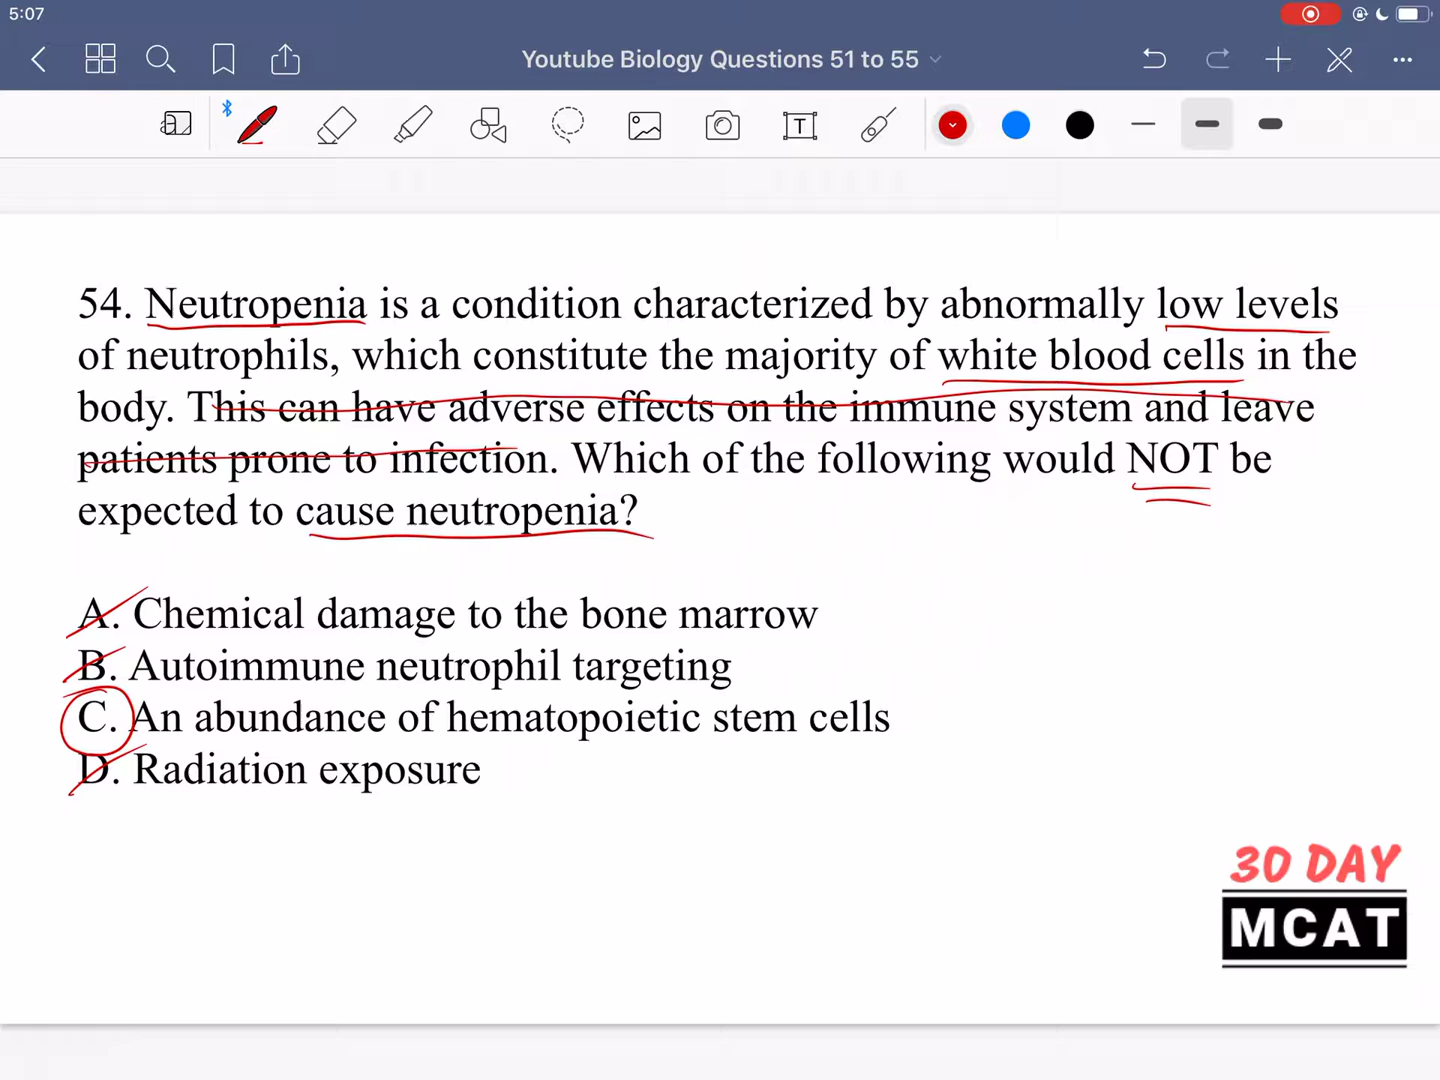 5:07
Youtube Biology Questions 51 to 55
54. Neutropenia is a condition characterized by abnormally low levels
of neutrophils, which constitute the majority of white blood cells in the
body. This can have adverse effects on the immune system and leave
patients prone to infection. Which of the following would NOT be
expected to cause neutropenia?
A. Chemical damage to the bone marrow
B. Autoimmune neutrophil targeting
C. An abundance of hematopoietic stem cells
D. Radiation exposure
30 DAY
MCAT